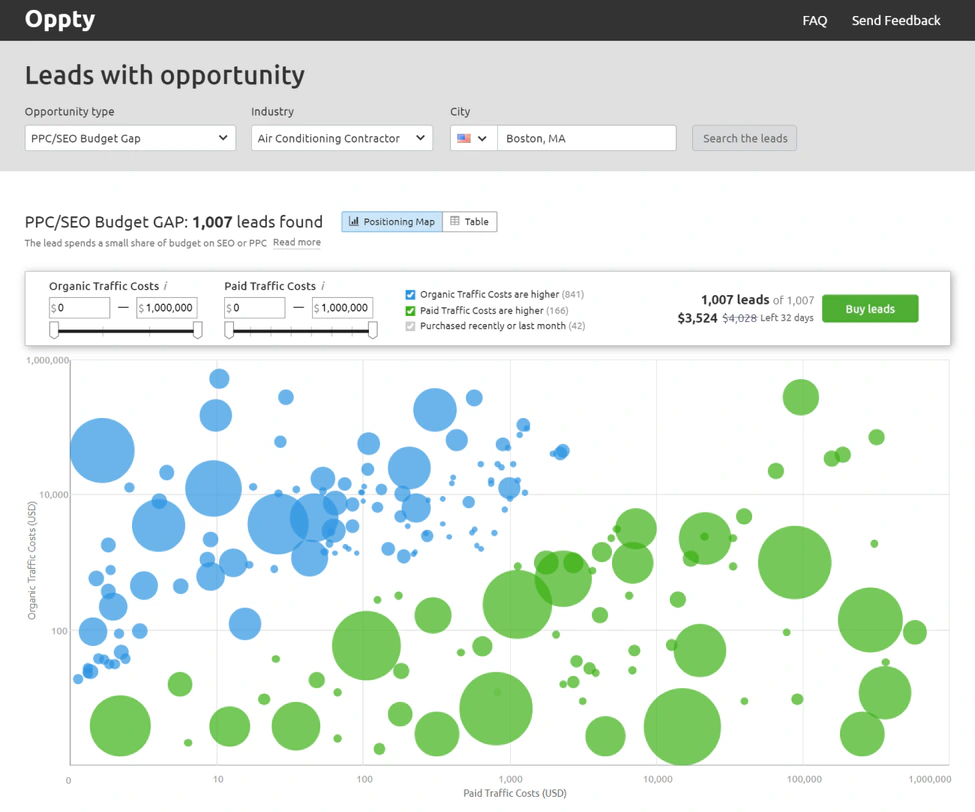 Oppty
FAQ Send Feedback
Leads with opportunity
Opportunity type Industry City
PPC/SEO Budget Gap Air Conditioning Contractor Boston, MA Search the leads
PPC/SEO Budget GAP: 1,007 leads found Positioning Map Table
The lead spends a small share of budget on SEO or PPC Read more
Organic Traffic Costs i Paid Traffic Costs i
$ 0 — $ 1,000,000 $ 0 — $ 1,000,000
Organic Traffic Costs are higher (841)
Paid Traffic Costs are higher (166)
Purchased recently or last month (42)
1,007 leads of 1,007
$3,524 $4,028 Left 32 days
Buy leads
1,000,000
10,000
100
Organic Traffic Costs (USD)
0 10 100 1,000 10,000 100,000 1,000,000
Paid Traffic Costs (USD)